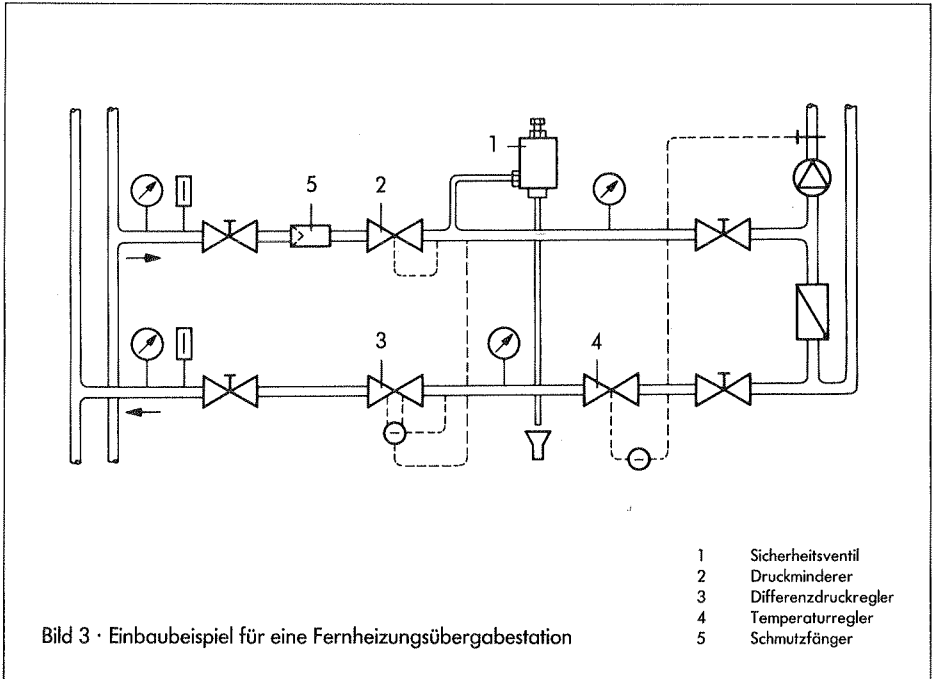 1
5
2
3
4
1 Sicherheitsventil
2 Druckminderer
3 Differenzdruckregler
4 Temperaturregler
5 Schmutzfänger
Bild 3 · Einbaubeispiel für eine Fernheizungsübergabestation